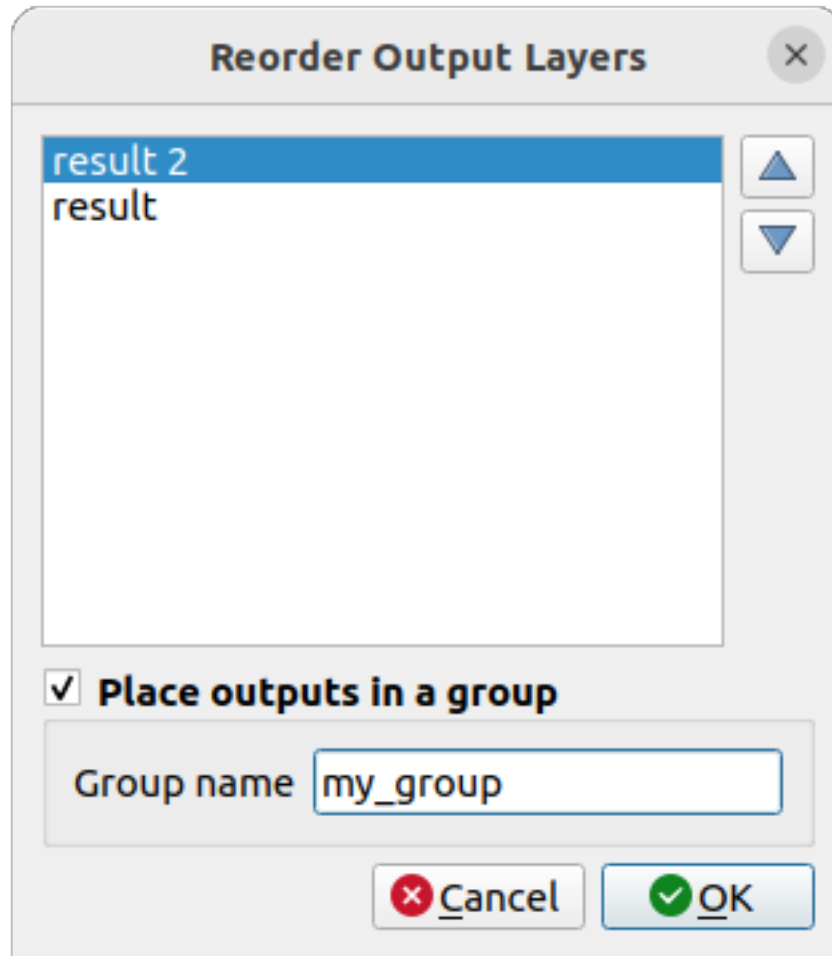 Reorder Output Layers
result 2
result
Place outputs in a group
Group name my_group
Cancel OK